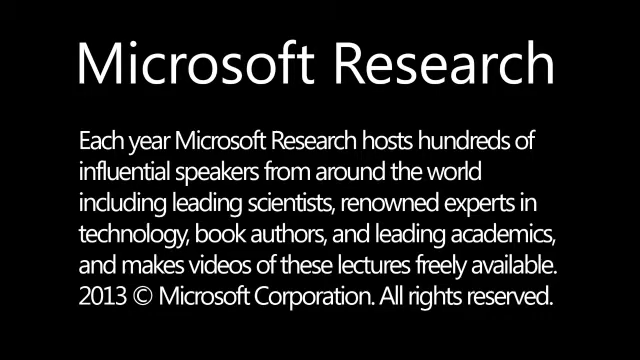 Microsoft Research
Each year Microsoft Research hosts hundreds of
influential speakers from around the world
including leading scientists, renowned experts in
technology, book authors, and leading academics,
and makes videos of these lectures freely available.
2013 © Microsoft Corporation. All rights reserved.